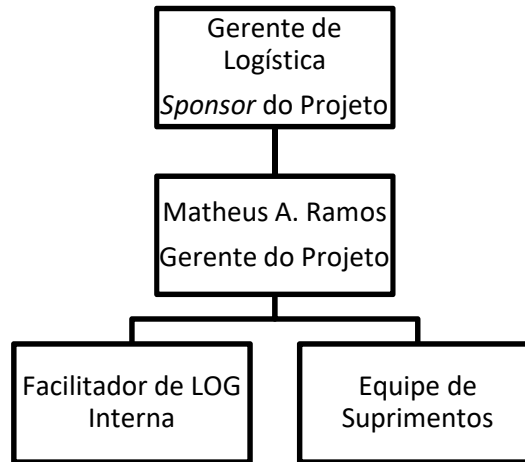 Gerente de
Logística
Sponsor do Projeto
Matheus A. Ramos
Gerente do Projeto
Facilitador de LOG
Interna
Equipe de
Suprimentos